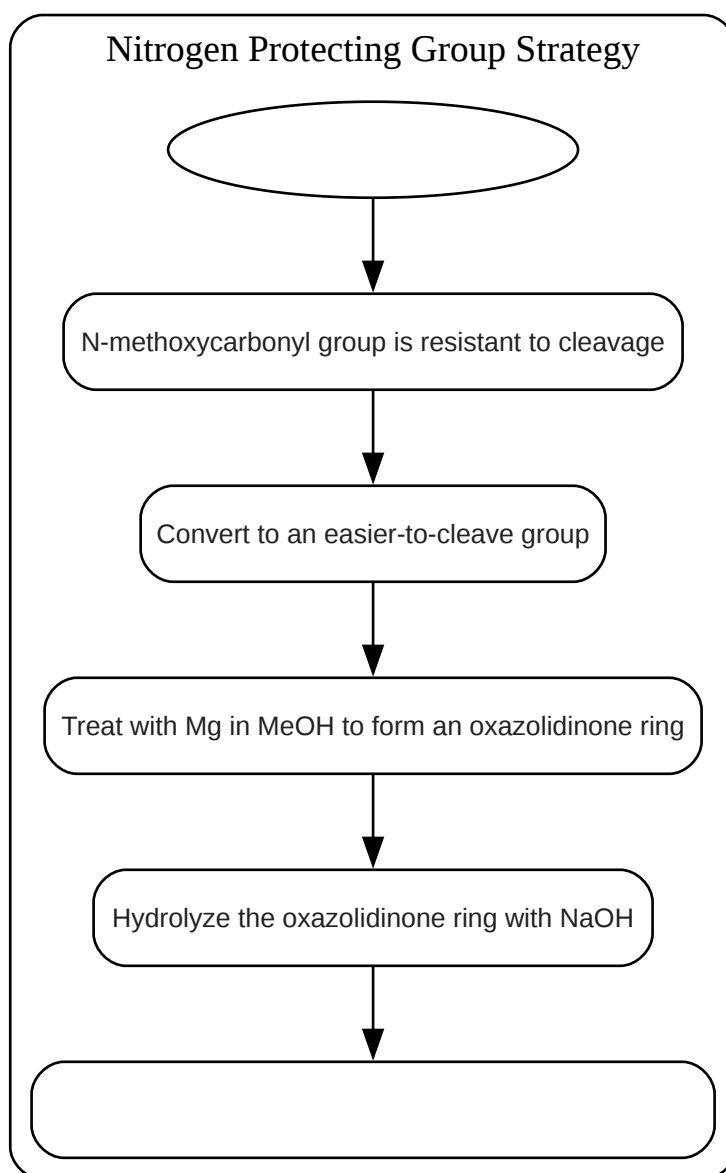 Nitrogen Protecting Group Strategy
N-methoxycarbonyl group is resistant to cleavage
Convert to an easier-to-cleave group
Treat with Mg in MeOH to form an oxazolidinone ring
Hydrolyze the oxazolidinone ring with NaOH